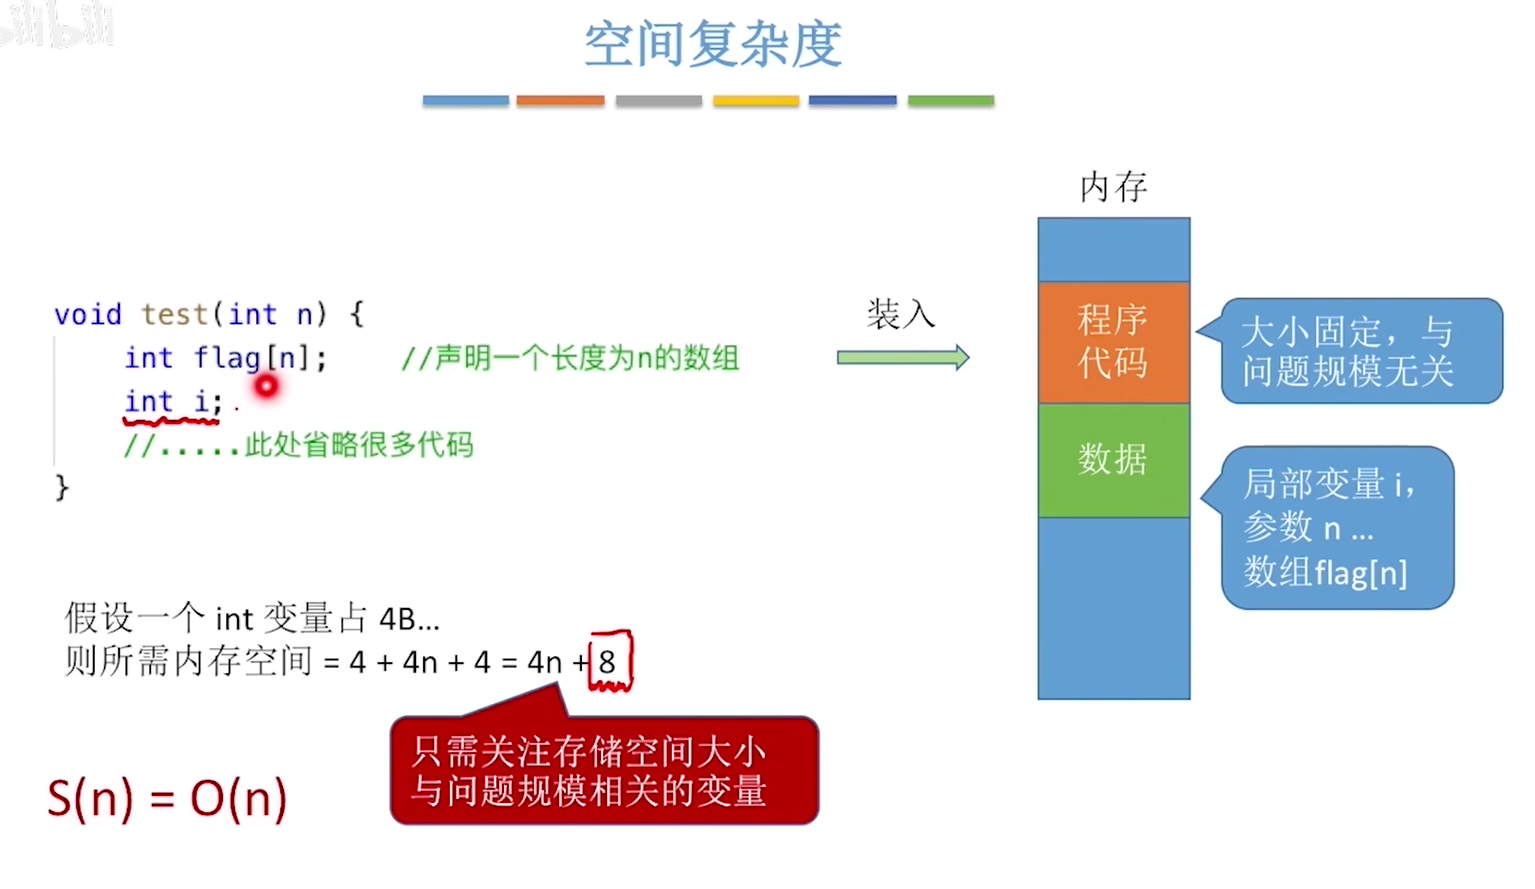 bilibili
空间复杂度
void test(int n) {
int flag[n]; //声明一个长度为n的数组
int i;
//.....此处省略很多代码
}
装入
内存
程序
代码
数据
大小固定，与
问题规模无关
局部变量 i，
参数 n ...
数组flag[n]
假设一个 int 变量占 4B...
则所需内存空间 = 4 + 4n + 4 = 4n + 8
只需关注存储空间大小
与问题规模相关的变量
S(n) = O(n)